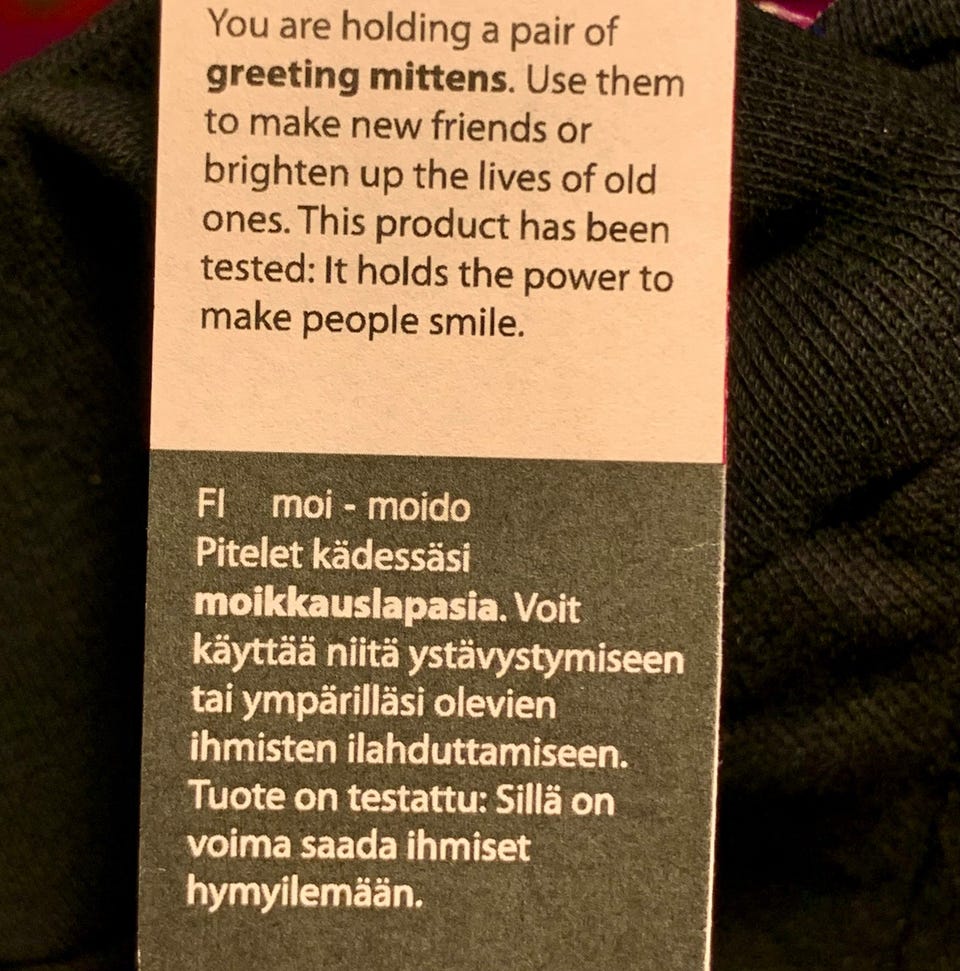 You are holding a pair of
greeting mittens. Use them
to make new friends or
brighten up the lives of old
ones. This product has been
tested: It holds the power to
make people smile.
FI moi - moido
Pitelet kädessäsi
moikkauslapasia. Voit
käyttää niitä ystävystymiseen
tai ympärilläsi olevien
ihmisten ilahduttamiseen.
Tuote on testattu: Sillä on
voima saada ihmiset
hymyilemään.